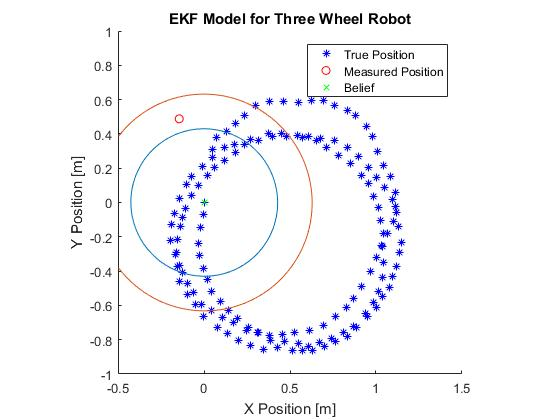 EKF Model for Three Wheel Robot
True Position
Measured Position
Belief
Y Position [m]
1
0.8
0.6
0.4
0.2
0
-0.2
-0.4
-0.6
-0.8
-1
-0.5 0 0.5 1 1.5
X Position [m]